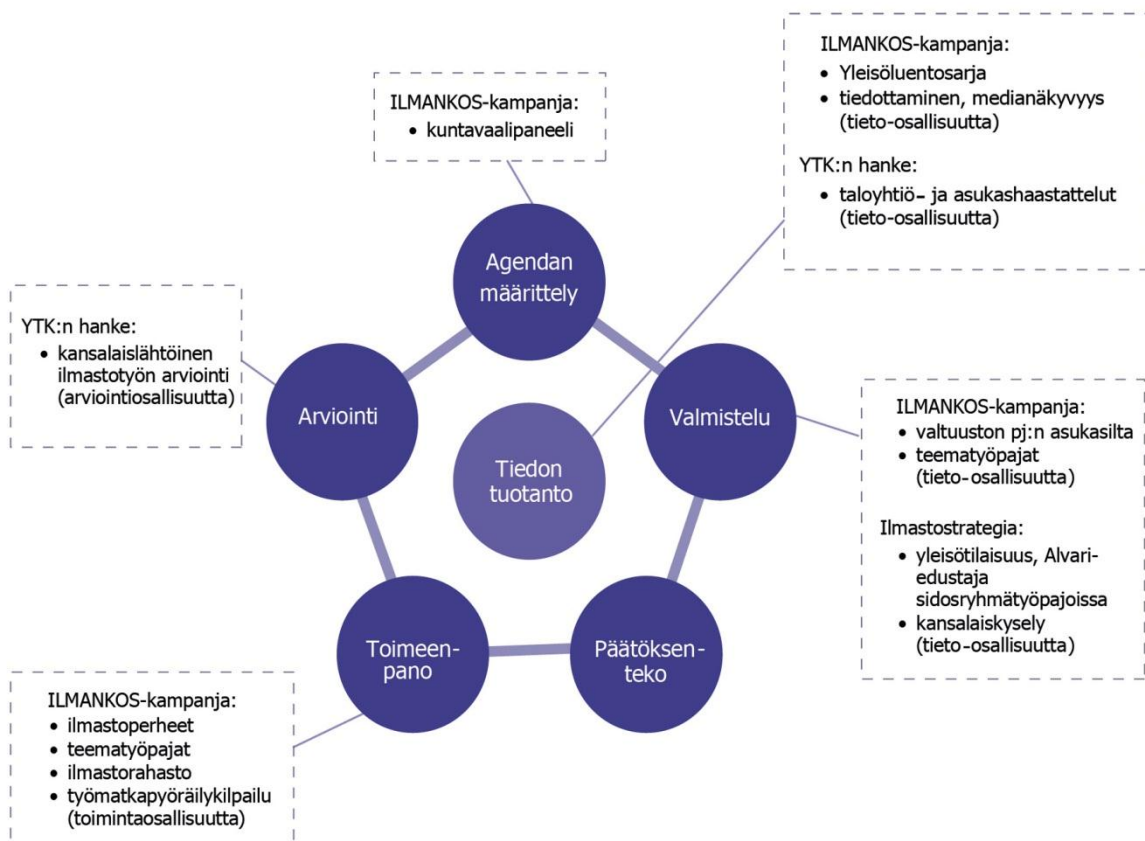 ILMANKOS-kampanja:
• kuntavaalipaneeli
ILMANKOS-kampanja:
• Yleisöluentosarja
• tiedottaminen, medianäkyvyys
(tieto-osallisuutta)
YTK:n hanke:
• taloyhtiö- ja asukashaastattelut
(tieto-osallisuutta)
Agendan
määrittely
YTK:n hanke:
• kansalaislähtöinen
ilmastotyön arviointi
(arviointiosallisuutta)
Arviointi
Valmistelu
ILMANKOS-kampanja:
• valtuuston pj:n asukasilta
• teematyöpajat
(tieto-osallisuutta)
Ilmastostrategia:
• yleisötilaisuus, Alvari-
edustaja
sidosryhmätyöpajoissa
• kansalaiskysely
(tieto-osallisuutta)
Tiedon
tuotanto
Toimeen-
pano
Päätöksen-
teko
ILMANKOS-kampanja:
• ilmastoperheet
• teematyöpajat
• ilmastorahasto
• työmatkapyöräilykilpailu
(toimintaosallisuutta)